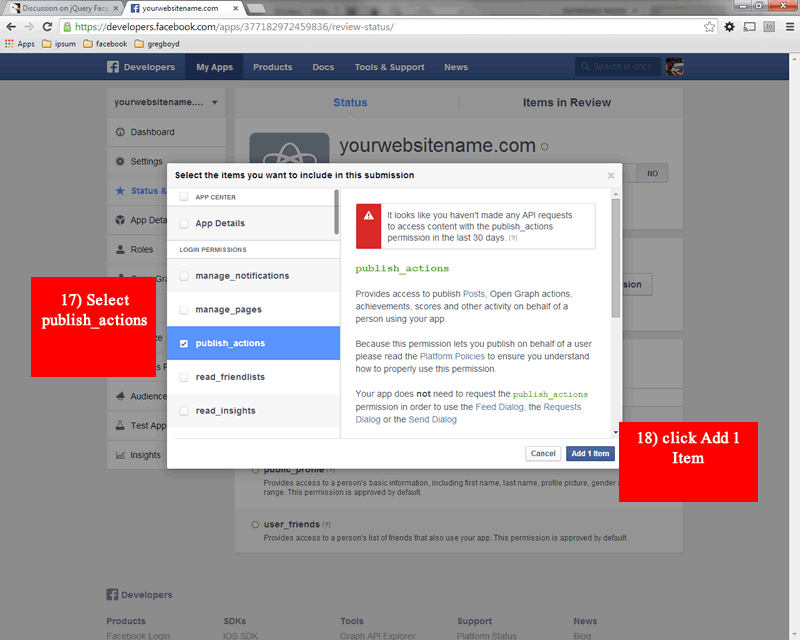 Discussion on jQuery Face
yourwebsitename.com
https://developers.facebook.com/apps/377182972459836/review-status/
Apps ipsum facebook gregboyd
Developers My Apps Products Docs Tools & Support News Search in docs
yourwebsitename....
Status Items in Review
Dashboard
yourwebsitename.com
Settings
NO
Status &
App Deta
Roles
Open Gra
Audience
Test App
Insights
Select the items you want to include in this submission
APP CENTER
App Details
LOGIN PERMISSIONS
manage_notifications
manage_pages
publish_actions
read_friendlists
read_insights
It looks like you haven't made any API requests
to access content with the publish_actions
permission in the last 30 days. [?]
publish_actions
Provides access to publish Posts, Open Graph actions,
achievements, scores and other activity on behalf of a
person using your app.
Because this permission lets you publish on behalf of a user
please read the Platform Policies to ensure you understand
how to properly use this permission.
Your app does not need to request the publish_actions
permission in order to use the Feed Dialog, the Requests
Dialog or the Send Dialog
Cancel Add 1 Item
17) Select
publish_actions
18) click Add 1
Item
sion
public_profile [?]
Provides access to a person's basic information, including first name, last name, profile picture, gender a
range. This permission is approved by default.
user_friends [?]
Provides access to a person's list of friends that also use your app. This permission is approved by default.
Developers
Products SDKs Tools Support News
Facebook Login iOS SDK Graph API Explorer Platform Status Blog